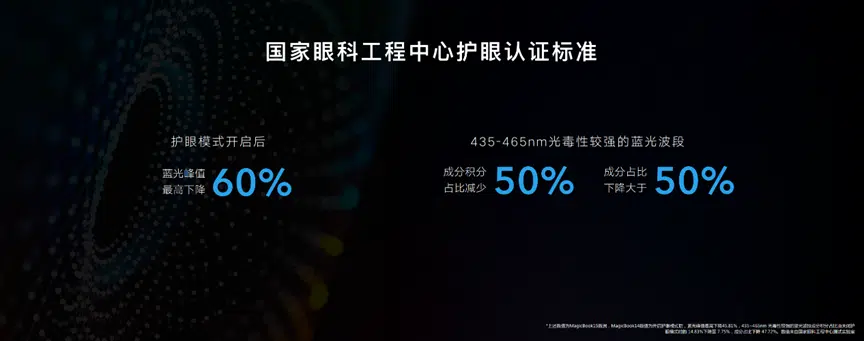 国家眼科工程中心护眼认证标准
护眼模式开启后
蓝光峰值
最高下降
60%
435-465nm光毒性较强的蓝光波段
成分积分
占比减少
50%
成分占比
下降大于
50%